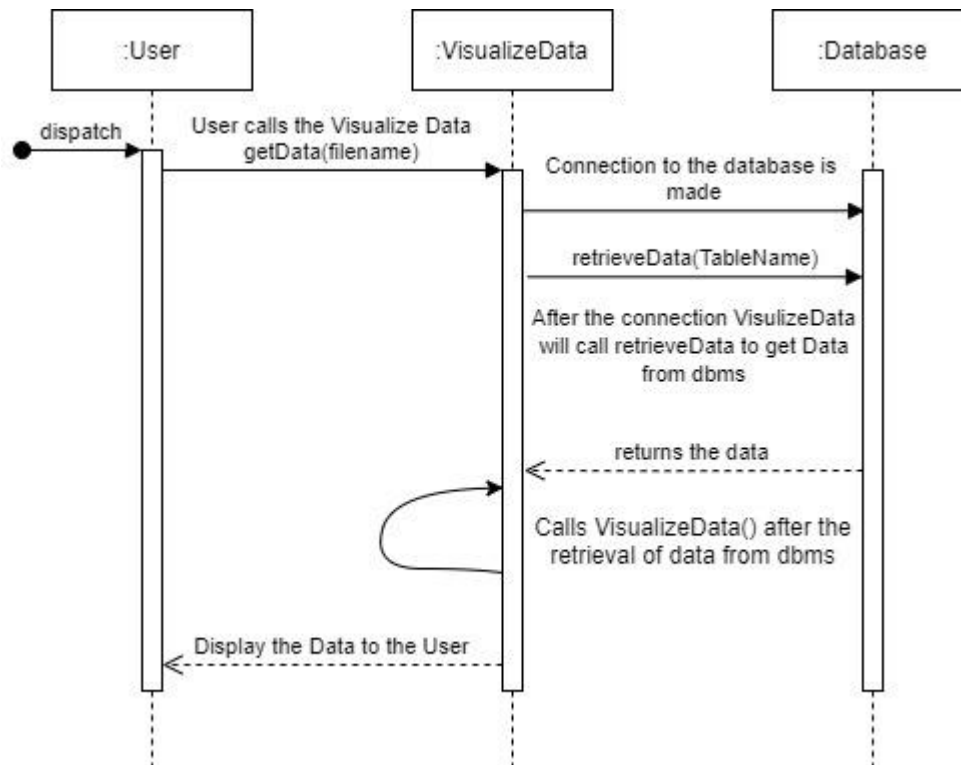 :User
:VisualizeData
:Database
dispatch
User calls the Visualize Data
getData(filename)
Connection to the database is
made
retrieveData(TableName)
After the connection VisulizeData
will call retrieveData to get Data
from dbms
returns the data
Calls VisualizeData() after the
retrieval of data from dbms
Display the Data to the User